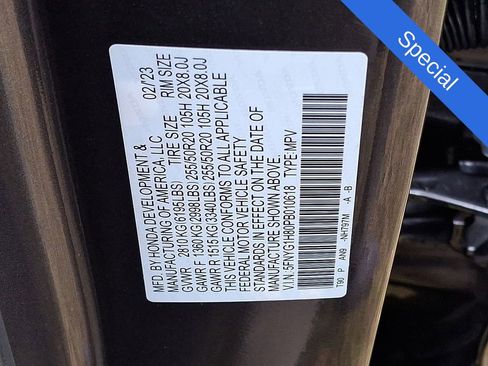 Special
MFD. BY HONDA DEVELOPMENT & 02/'23
MANUFACTURING OF AMERICA, LLC
GVWR 2810 KG(6195LBS) TIRE SIZE RIM SIZE
GAWR F 1360 KG(2998LBS) 255/50R20 105H 20X8.0J
GAWR R 1515 KG(3340LBS) 255/50R20 105H 20X8.0J
THIS VEHICLE CONFORMS TO ALL APPLICABLE
FEDERAL MOTOR VEHICLE SAFETY
STANDARDS IN EFFECT ON THE DATE OF
MANUFACTURE SHOWN ABOVE.
V.I.N.:5FNYG1H80PB010618 TYPE:MPV
T90 P AN9 -NH797M -A -B